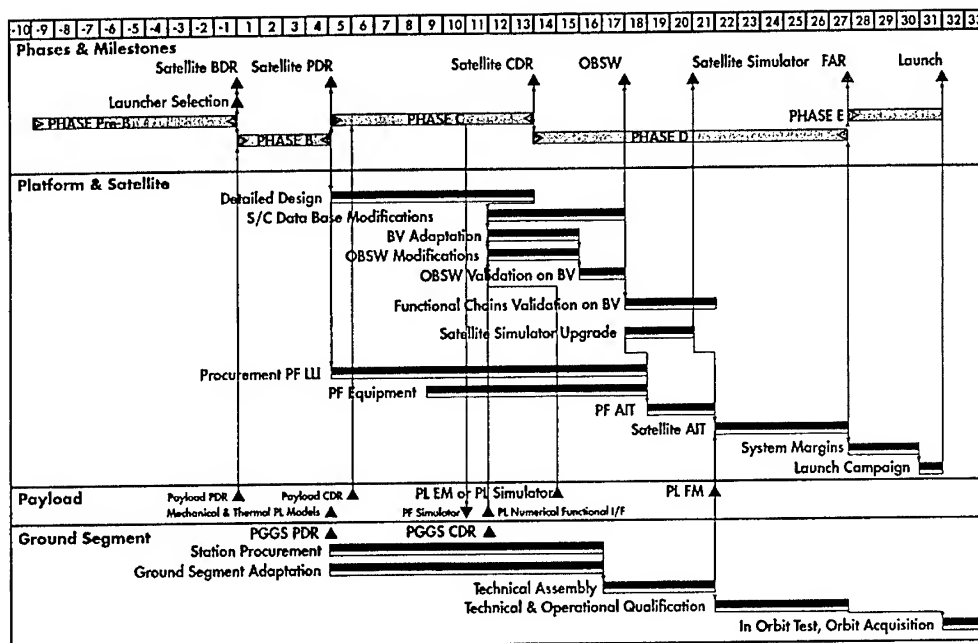 -10 -9 -8 -7 -6 -5 -4 -3 -2 -1 1 2 3 4 5 6 7 8 9 10 11 12 13 14 15 16 17 18 19 20 21 22 23 24 25 26 27 28 29 30 31 32 33
Phases & Milestones
Satellite BDR Satellite PDR Satellite CDR OBSW Satellite Simulator FAR Launch
Launcher Selection
PHASE Pre-B PHASE C PHASE E
PHASE B PHASE D
Platform & Satellite
Detailed Design
S/C Data Base Modifications
BV Adaptation
OBSW Modifications
OBSW Validation on BV
Functional Chains Validation on BV
Satellite Simulator Upgrade
Procurement PF LLI
PF Equipment
PF AIT
Satellite AIT
System Margins
Launch Campaign
Payload
Payload PDR Payload CDR PL EM or PL Simulator PL FM
Mechanical & Thermal PL Models PF Simulator PL Numerical Functional I/F
Ground Segment
PGGS PDR PGGS CDR
Station Procurement
Ground Segment Adaptation
Technical Assembly
Technical & Operational Qualification
In Orbit Test, Orbit Acquisition